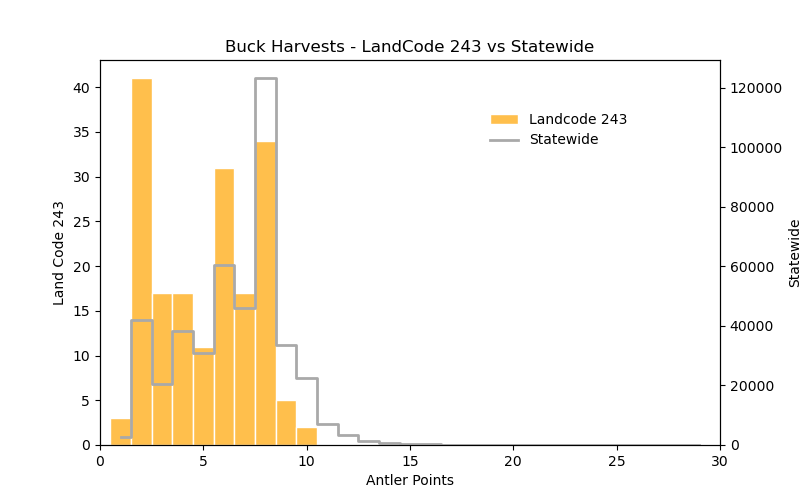 Buck Harvests - LandCode 243 vs Statewide
Landcode 243
Statewide
Land Code 243
40
35
30
25
20
15
10
5
0
120000
100000
80000
60000
40000
20000
0
Statewide
0 5 10 15 20 25 30
Antler Points